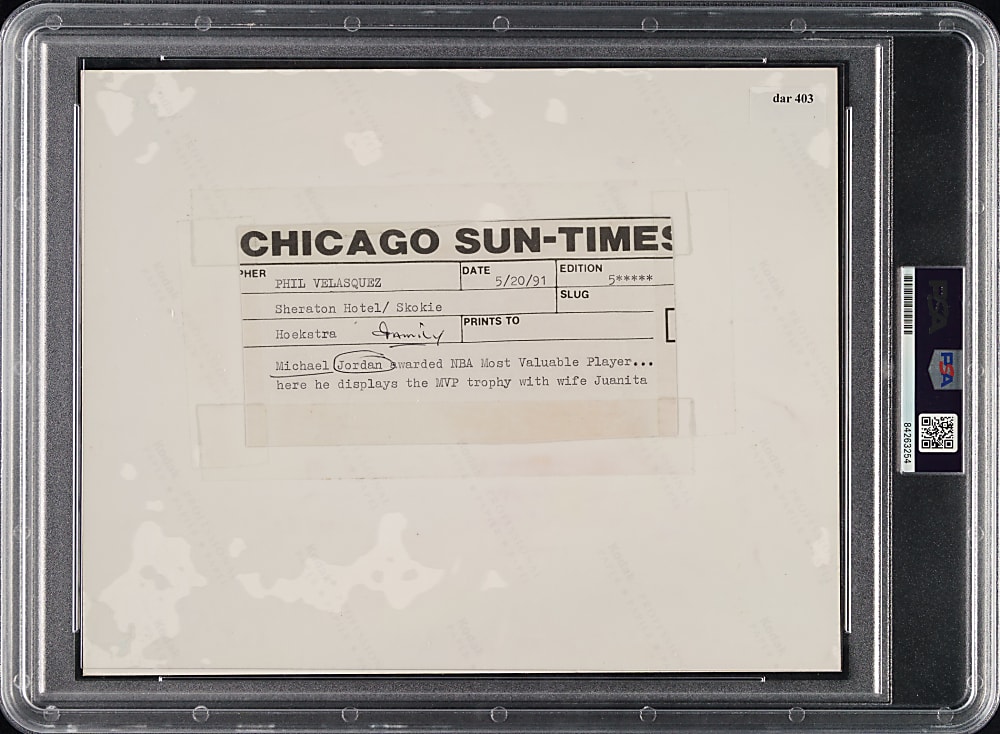 dar 403
CHICAGO SUN-TIMES
PHER PHIL VELASQUEZ
DATE 5/20/91
EDITION 5*****
Sheraton Hotel/ Skokie
SLUG
Hoekstra family
PRINTS TO
Michael Jordan awarded NBA Most Valuable Player...
here he displays the MVP trophy with wife Juanita
PSA
PSA
84263254